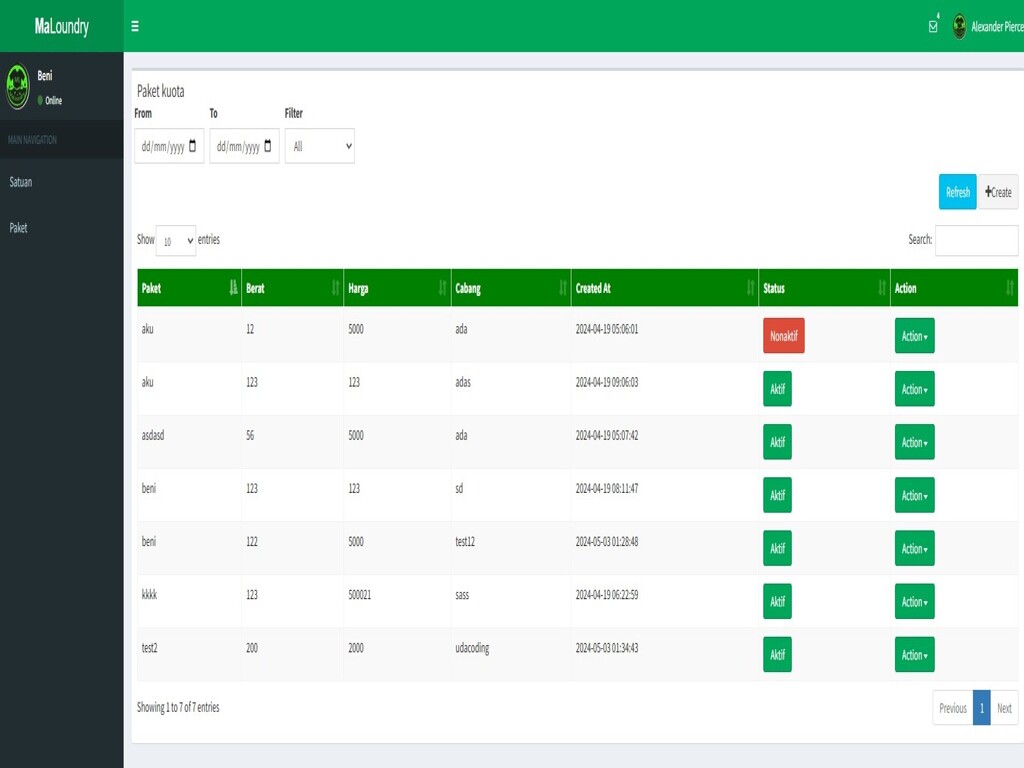 MaLoundry
4
Alexander Pierce
Beni
Online
MAIN NAVIGATION
Satuan
Paket
Paket kuota
From To Filter
dd/mm/yyyy dd/mm/yyyy All
Refresh +Create
Show 10 entries Search:
Paket Berat Harga Cabang Created At Status Action
aku 12 5000 ada 2024-04-19 05:06:01 Nonaktif Action
aku 123 123 adas 2024-04-19 09:06:03 Aktif Action
asdasd 56 5000 ada 2024-04-19 05:07:42 Aktif Action
beni 123 123 sd 2024-04-19 08:11:47 Aktif Action
beni 122 5000 test12 2024-05-03 01:28:48 Aktif Action
kkkk 123 500021 sass 2024-04-19 06:22:59 Aktif Action
test2 200 2000 udacoding 2024-05-03 01:34:43 Aktif Action
Showing 1 to 7 of 7 entries Previous 1 Next